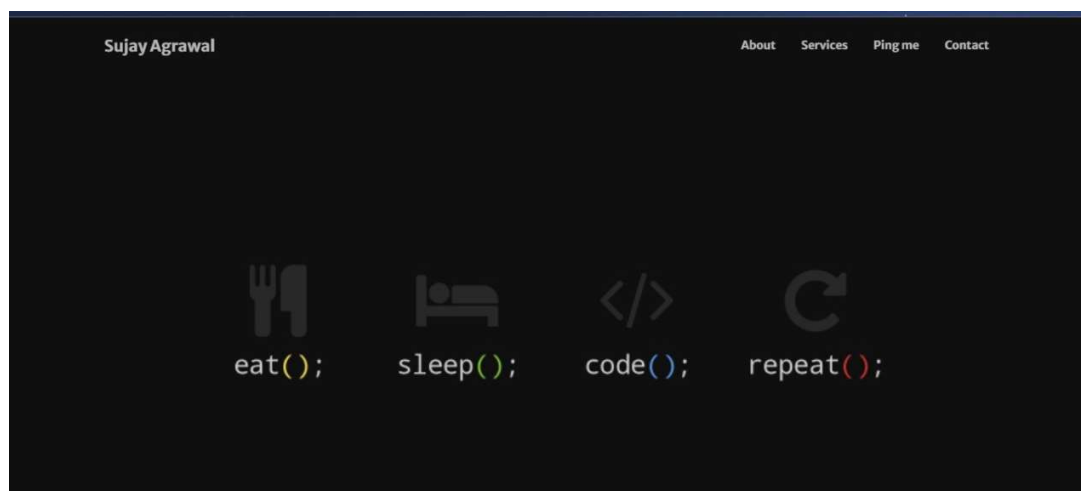 Sujay Agrawal About Services Ping me Contact
</>
eat(); sleep(); code(); repeat();